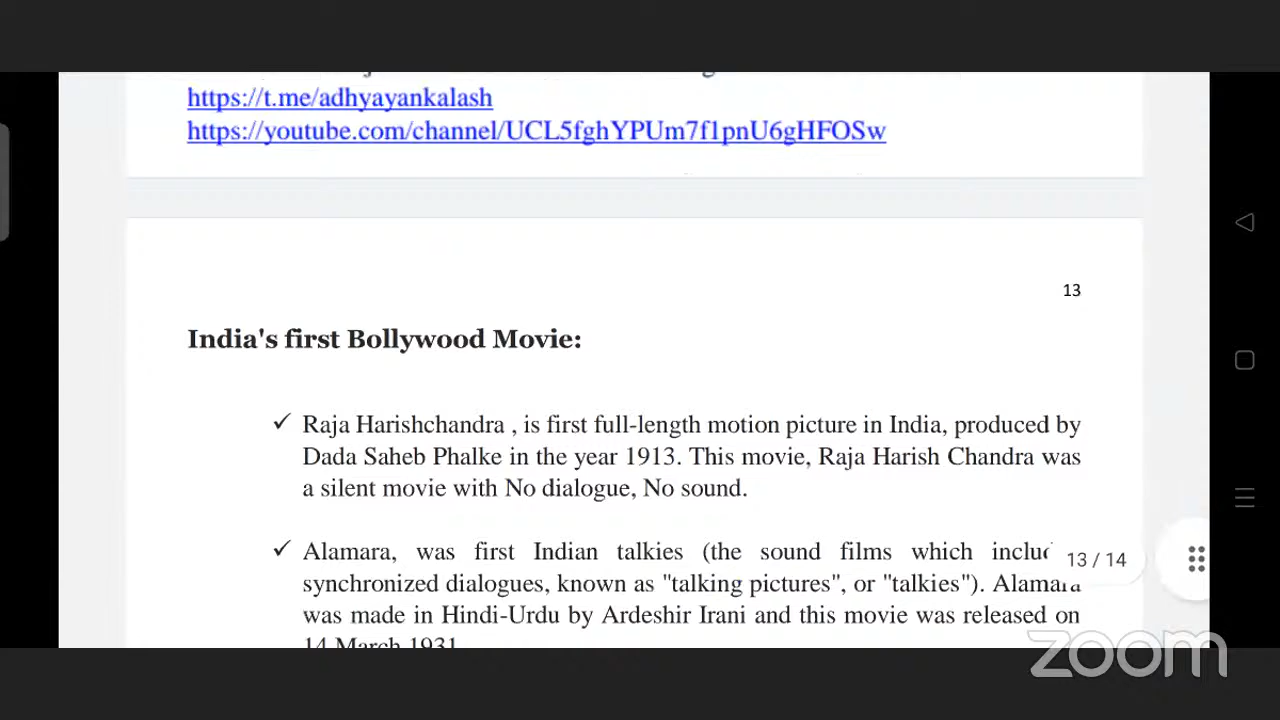 https://t.me/adhyayankalash
https://youtube.com/channel/UCL5fghYPUm7f1pnU6gHFOSw
13
India's first Bollywood Movie:
✓ Raja Harishchandra , is first full-length motion picture in India, produced by
Dada Saheb Phalke in the year 1913. This movie, Raja Harish Chandra was
a silent movie with No dialogue, No sound.
✓ Alamara, was first Indian talkies (the sound films which includ
13 / 14
synchronized dialogues, known as "talking pictures", or "talkies"). Alamara
was made in Hindi-Urdu by Ardeshir Irani and this movie was released on
14 March 1931
zoom